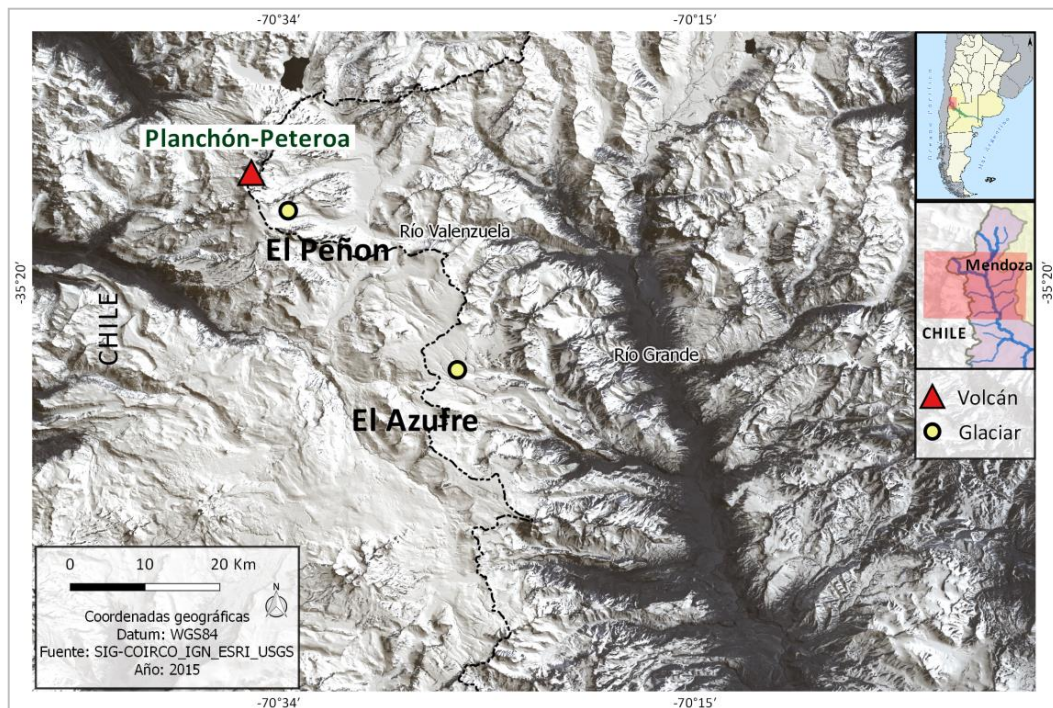 -70°34′
-70°15′
Planchón-Peteroa
El Peñon
Río Valenzuela
-35°20′
CHILE
Río Grande
El Azufre
Mendoza
CHILE
-35°20′
Volcán
Glaciar
0 10 20 Km
N
Coordenadas geográficas
Datum: WGS84
Fuente: SIG-COIRCO_IGN_ESRI_USGS
Año: 2015
-70°34′
-70°15′